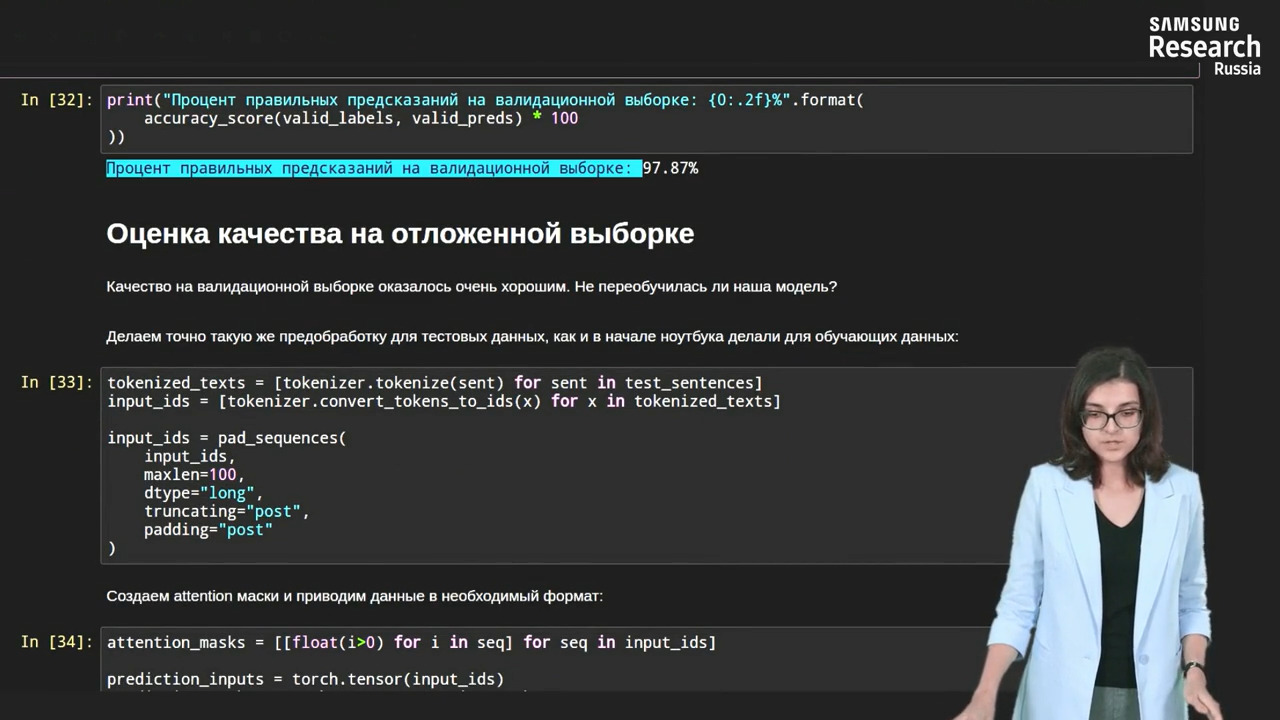 SAMSUNG
Research
Russia
In [32]: print("Процент правильных предсказаний на валидационной выборке: {0:.2f}%".format(
accuracy_score(valid_labels, valid_preds) * 100
))
Процент правильных предсказаний на валидационной выборке: 97.87%
Оценка качества на отложенной выборке
Качество на валидационной выборке оказалось очень хорошим. Не переобучилась ли наша модель?
Делаем точно такую же предобработку для тестовых данных, как и в начале ноутбука делали для обучающих данных:
In [33]: tokenized_texts = [tokenizer.tokenize(sent) for sent in test_sentences]
input_ids = [tokenizer.convert_tokens_to_ids(x) for x in tokenized_texts]
input_ids = pad_sequences(
input_ids,
maxlen=100,
dtype="long",
truncating="post",
padding="post"
)
Создаем attention маски и приводим данные в необходимый формат:
In [34]: attention_masks = [[float(i>0) for i in seq] for seq in input_ids]
prediction_inputs = torch.tensor(input_ids)